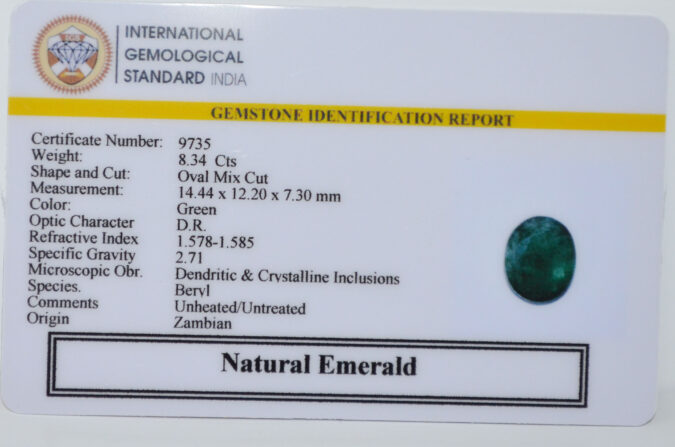 INTERNATIONAL
GEMOLOGICAL
STANDARD INDIA
GEMSTONE IDENTIFICATION REPORT
Certificate Number: 9735
Weight: 8.34 Cts
Shape and Cut: Oval Mix Cut
Measurement: 14.44 x 12.20 x 7.30 mm
Color: Green
Optic Character D.R.
Refractive Index 1.578-1.585
Specific Gravity 2.71
Microscopic Obr. Dendritic & Crystalline Inclusions
Species. Beryl
Comments Unheated/Untreated
Origin Zambian
Natural Emerald